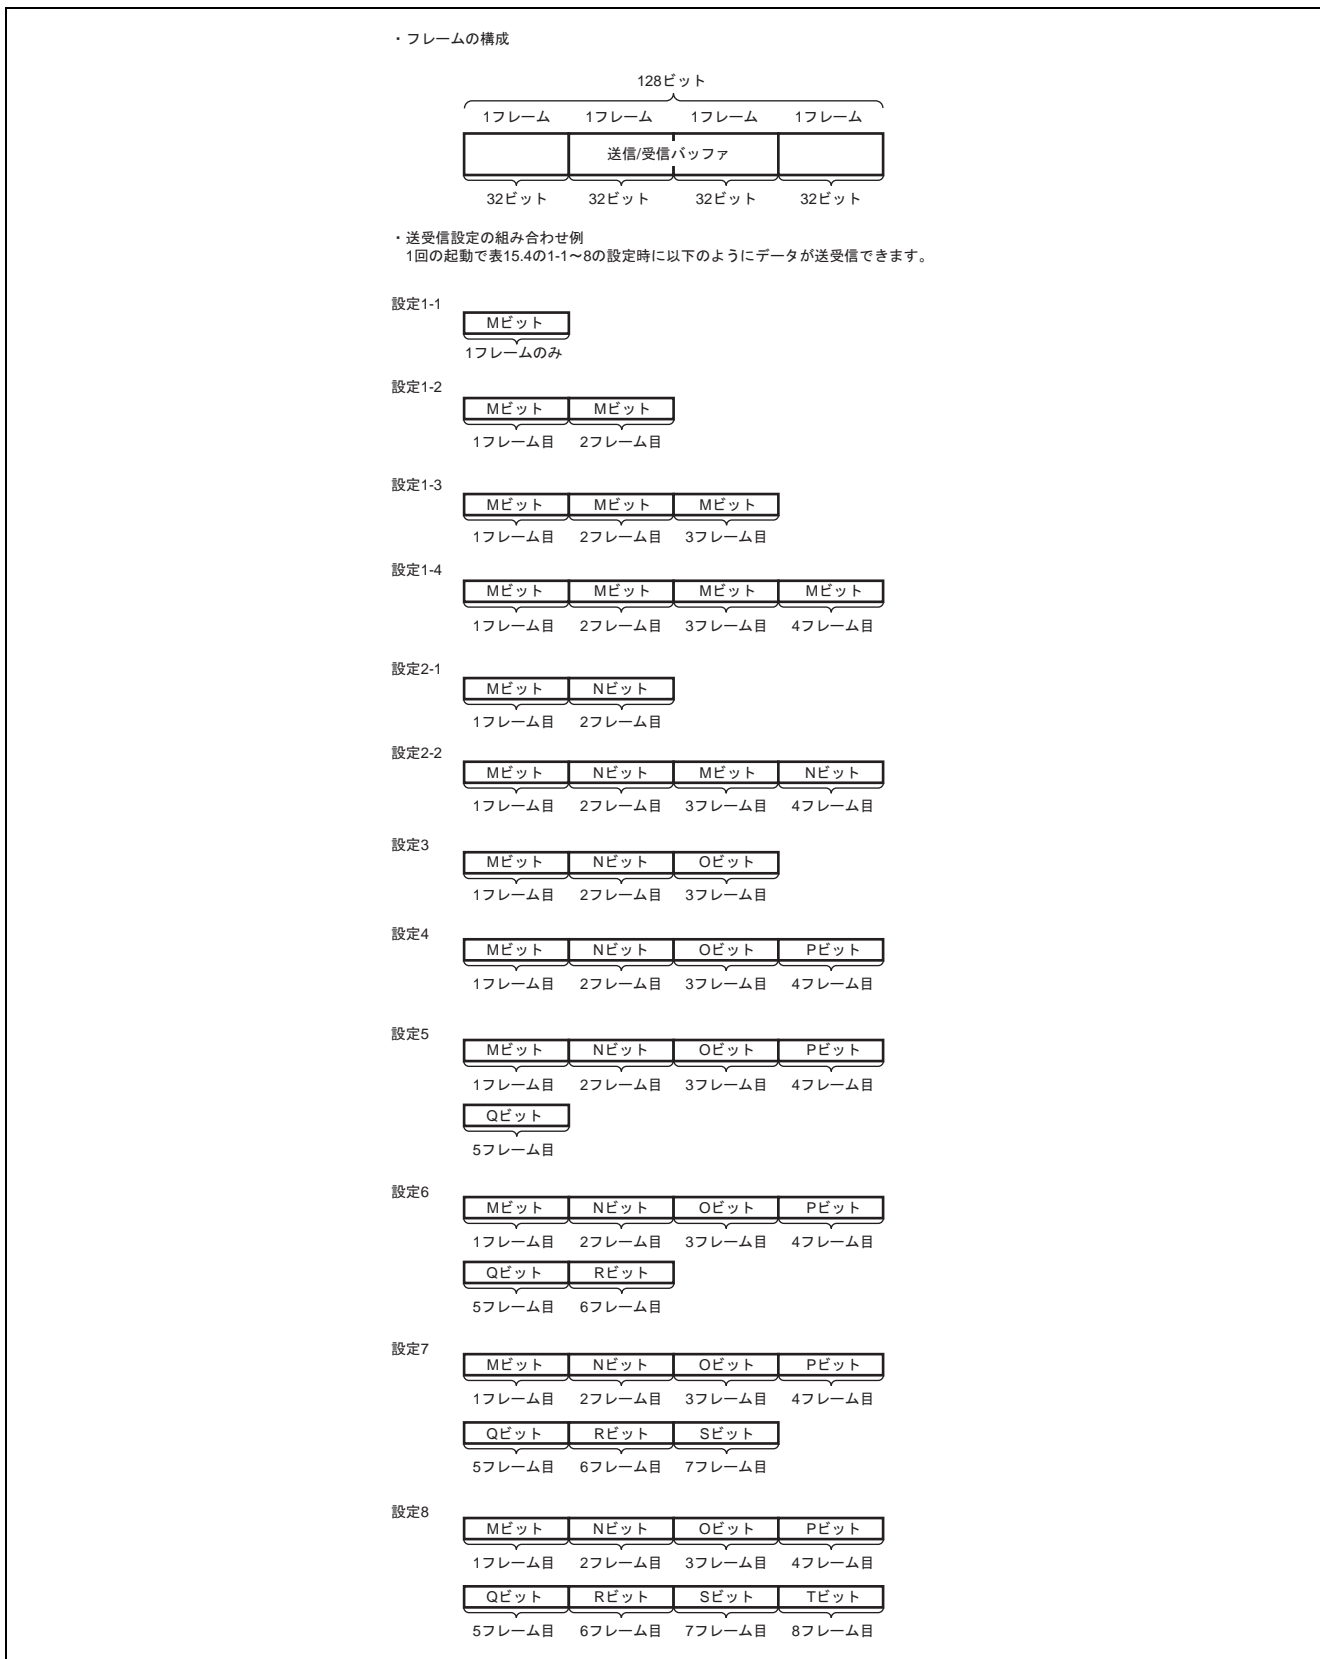 ・フレームの構成
128ビット
1フレーム 1フレーム 1フレーム 1フレーム
送信/受信バッファ
32ビット 32ビット 32ビット 32ビット
・送受信設定の組み合わせ例
1回の起動で表15.4の1-1～8の設定時に以下のようにデータが送受信できます。
設定1-1
Mビット
1フレームのみ
設定1-2
Mビット Mビット
1フレーム目 2フレーム目
設定1-3
Mビット Mビット Mビット
1フレーム目 2フレーム目 3フレーム目
設定1-4
Mビット Mビット Mビット Mビット
1フレーム目 2フレーム目 3フレーム目 4フレーム目
設定2-1
Mビット Nビット
1フレーム目 2フレーム目
設定2-2
Mビット Nビット Mビット Nビット
1フレーム目 2フレーム目 3フレーム目 4フレーム目
設定3
Mビット Nビット Oビット
1フレーム目 2フレーム目 3フレーム目
設定4
Mビット Nビット Oビット Pビット
1フレーム目 2フレーム目 3フレーム目 4フレーム目
設定5
Mビット Nビット Oビット Pビット
1フレーム目 2フレーム目 3フレーム目 4フレーム目
Qビット
5フレーム目
設定6
Mビット Nビット Oビット Pビット
1フレーム目 2フレーム目 3フレーム目 4フレーム目
Qビット Rビット
5フレーム目 6フレーム目
設定7
Mビット Nビット Oビット Pビット
1フレーム目 2フレーム目 3フレーム目 4フレーム目
Qビット Rビット Sビット
5フレーム目 6フレーム目 7フレーム目
設定8
Mビット Nビット Oビット Pビット
1フレーム目 2フレーム目 3フレーム目 4フレーム目
Qビット Rビット Sビット Tビット
5フレーム目 6フレーム目 7フレーム目 8フレーム目